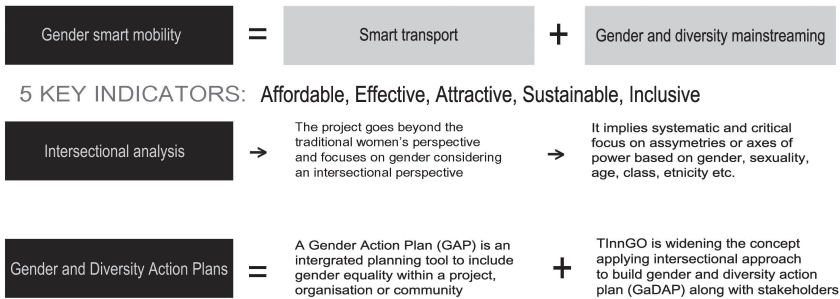 Gender smart mobility = Smart transport + Gender and diversity mainstreaming
5 KEY INDICATORS: Affordable, Effective, Attractive, Sustainable, Inclusive
Intersectional analysis →
The project goes beyond the
traditional women's perspective
and focuses on gender considering
an intersectional perspective
→
It implies systematic and critical
focus on assymetries or axes of
power based on gender, sexuality,
age, class, etnicity etc.
Gender and Diversity Action Plans =
A Gender Action Plan (GAP) is an
intergrated planning tool to include
gender equality within a project,
organisation or community
+
TInnGO is widening the concept
applying intersectional approach
to build gender and diversity action
plan (GaDAP) along with stakeholders